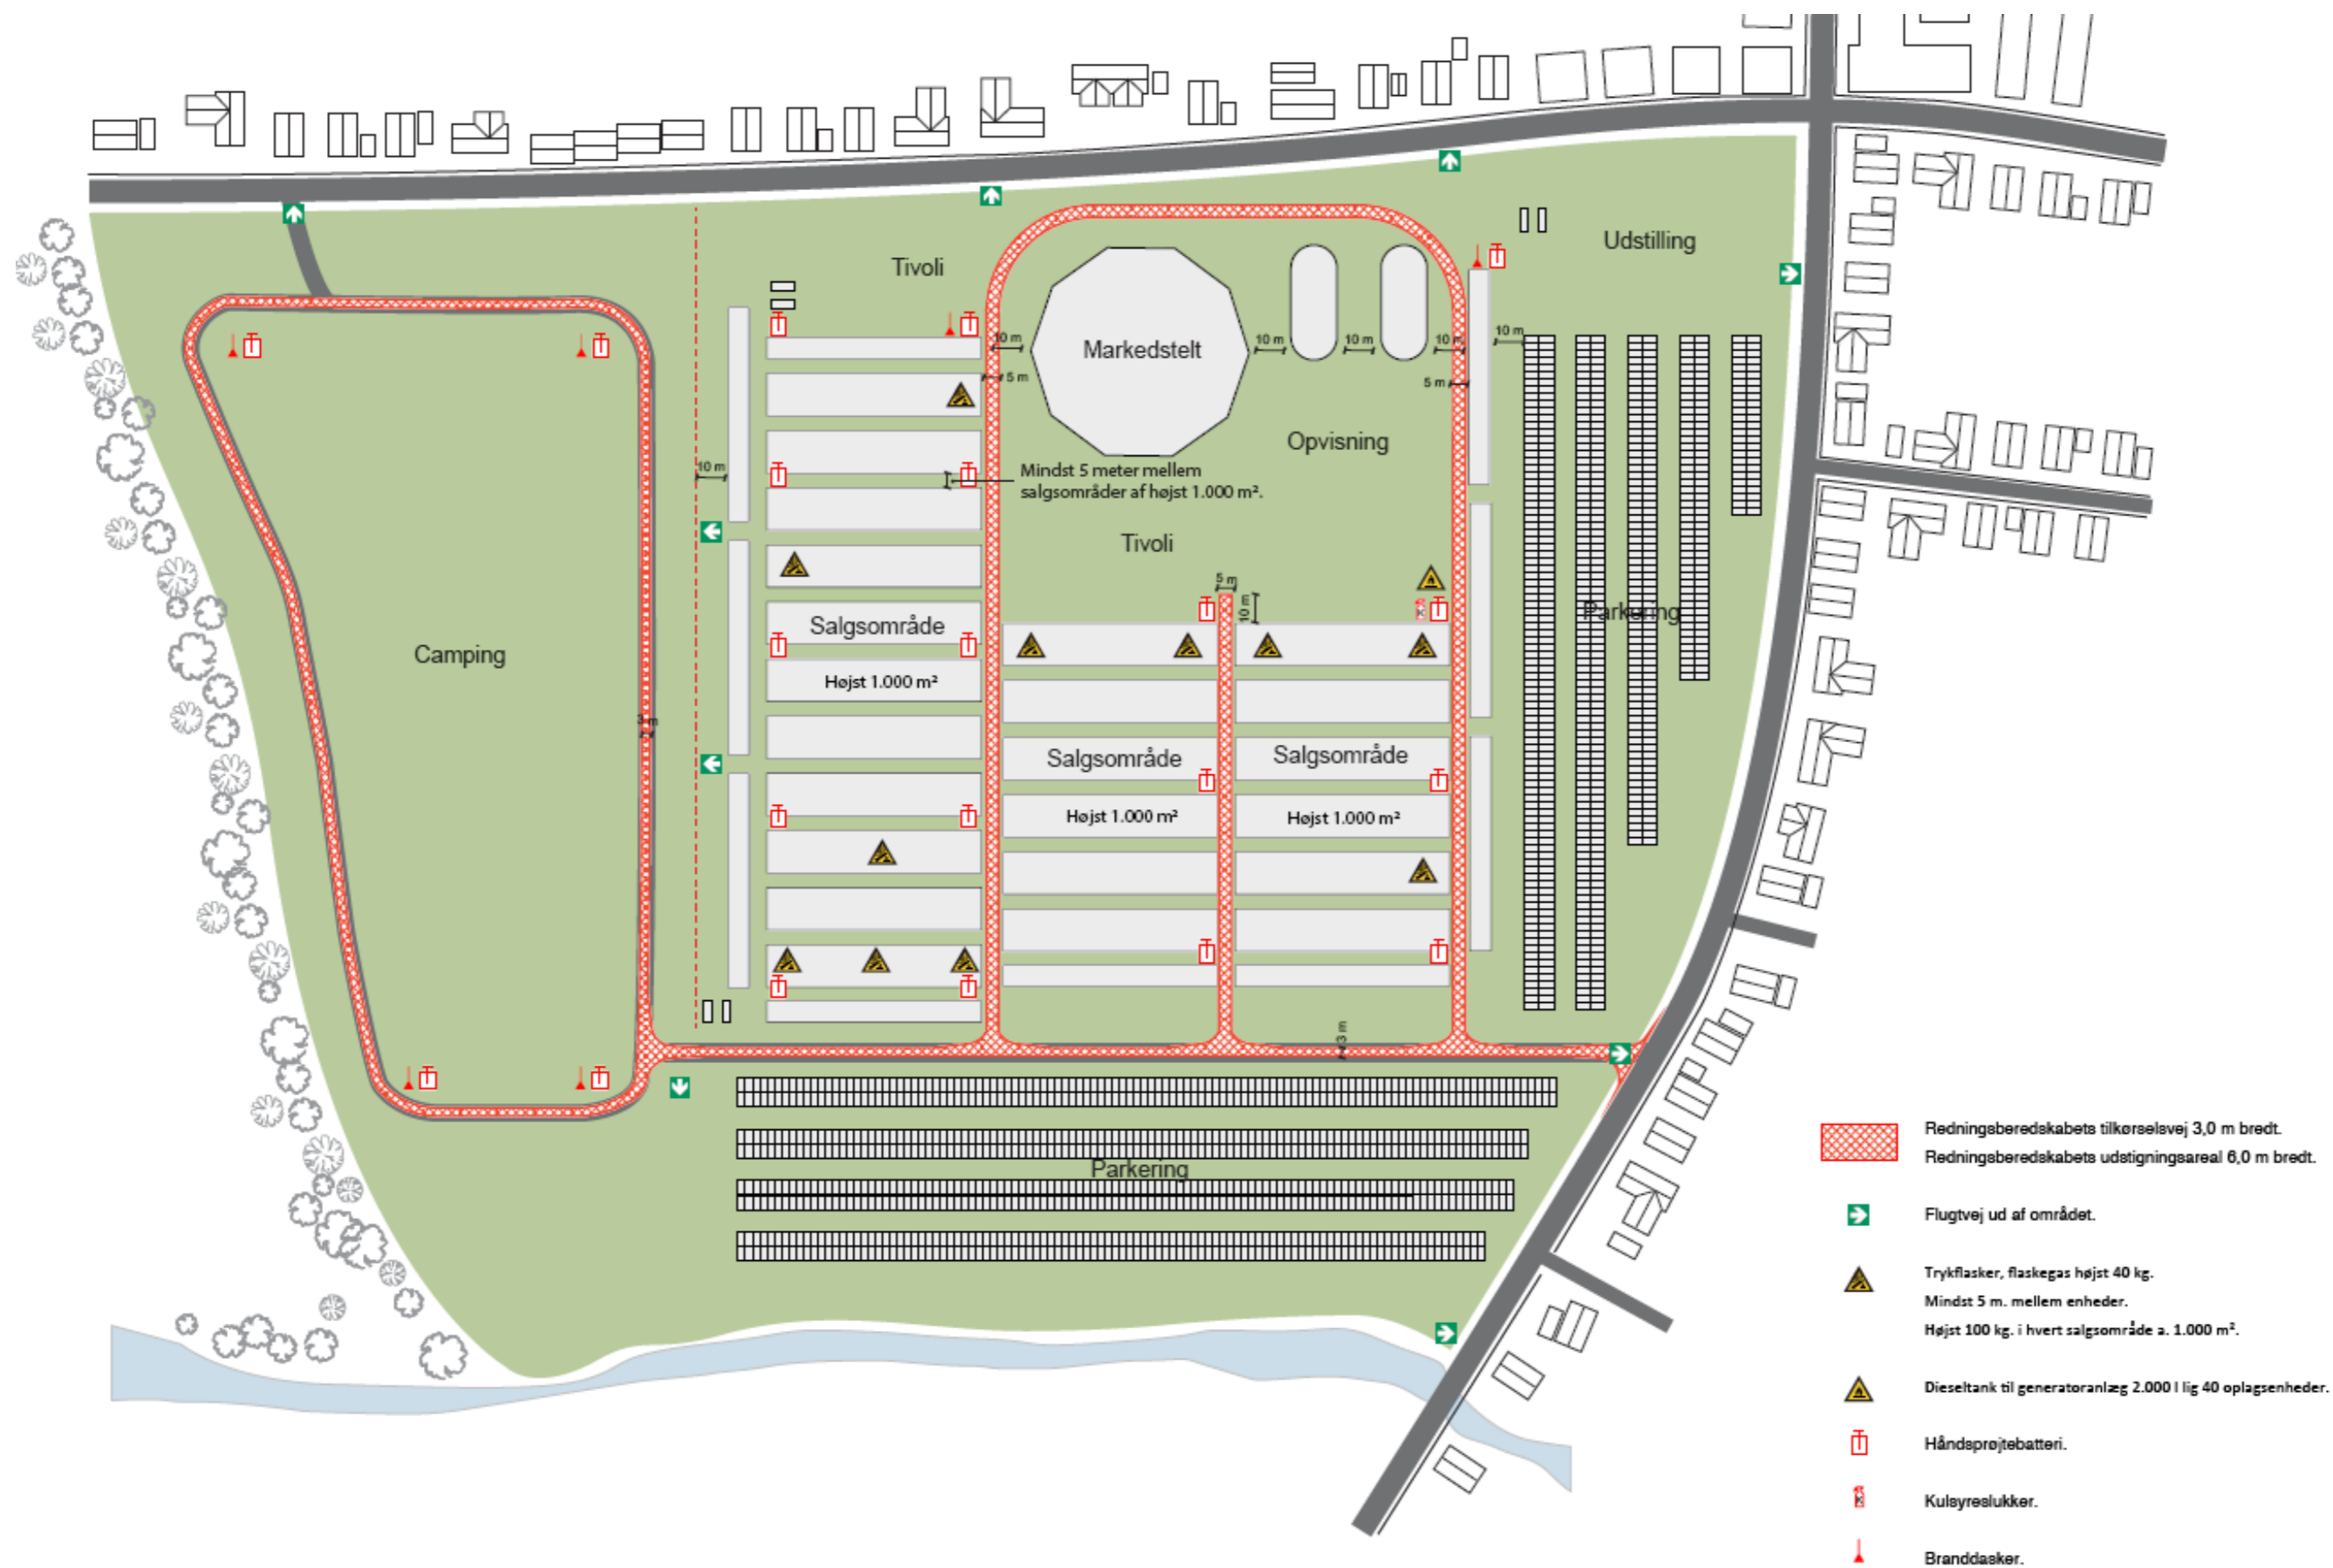 Udstilling
Tivoli
10 m
Markedstelt
10 m
10 m
10 m
10 m
5 m
5 m
Opvisning
10 m
Mindst 5 meter mellem
salgsområder af højst 1.000 m².
Tivoli
5 m
10 m
Parkering
Salgsområde
Camping
Højst 1.000 m²
3 m
Salgsområde
Salgsområde
Højst 1.000 m²
Højst 1.000 m²
3 m
Parkering
Redningsberedskabets tilkørselsvej 3,0 m bredt.
Redningsberedskabets udstigningsareal 6,0 m bredt.
Flugtvej ud af området.
Trykflasker, flaskegas højst 40 kg.
Mindst 5 m. mellem enheder.
Højst 100 kg. i hvert salgsområde a. 1.000 m².
Dieseltank til generatoranlæg 2.000 l lig 40 oplagsenheder.
Håndsprøjtebatteri.
Kulsyreslukker.
Branddasker.